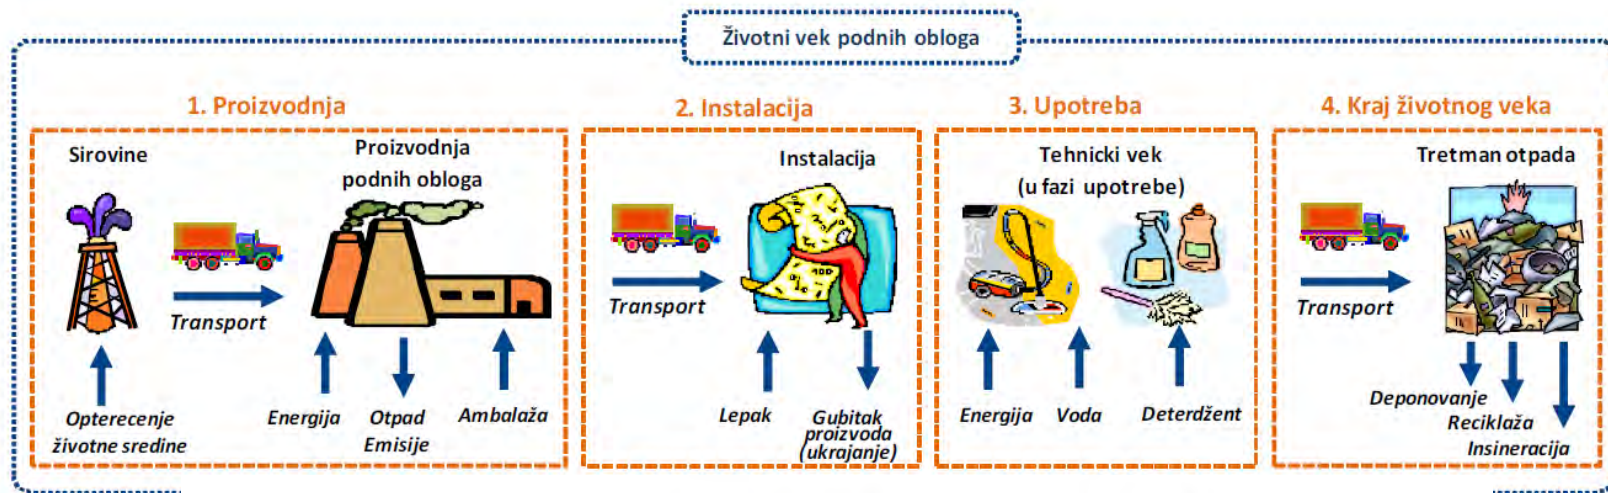 Životni vek podnih obloga
1. Proizvodnja
Sirovine
Proizvodnja
podnih obloga
Transport
Opterecenje
životne sredine
Energija
Otpad
Emisije
Ambalaža
2. Instalacija
Instalacija
Transport
Lepak
Gubitak
proizvoda
(ukrajanje)
3. Upotreba
Tehnicki vek
(u fazi upotrebe)
Energija
Voda
Deterdžent
4. Kraj životnog veka
Tretman otpada
Transport
Deponovanje
Reciklaža
Insineracija